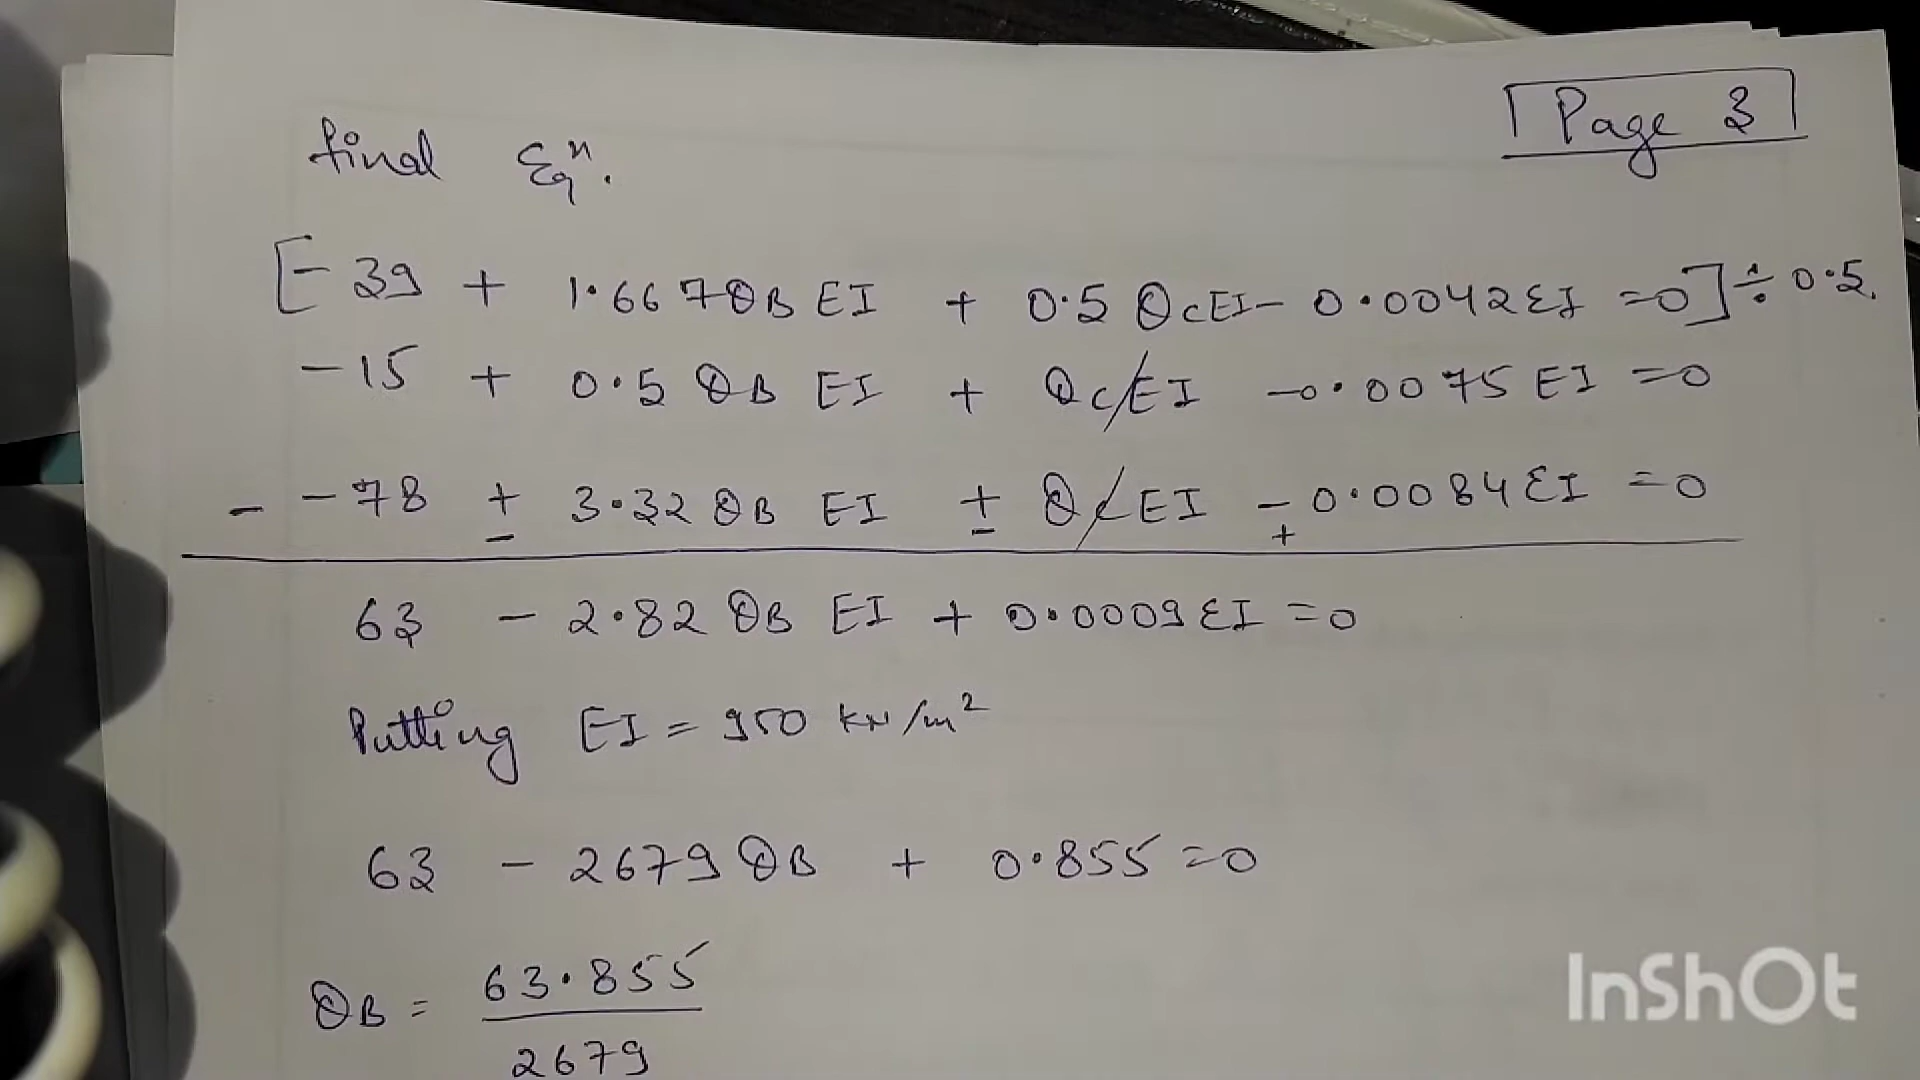 Page 3
final Eqⁿ.
[-39 + 1.667θB EI + 0.5 θcEI - 0.0042EI =0] ÷ 0.5.
-15 + 0.5 θB EI + θcEI -0.0075 EI =0
- -78 + 3.32 θB EI + θcEI - 0.0084 EI =0
- - +
63 - 2.82 θB EI + 0.0009EI =0
Putting EI = 950 kN/m²
63 - 2679 θB + 0.855 =0
θB = 63.855
2679
InShOt